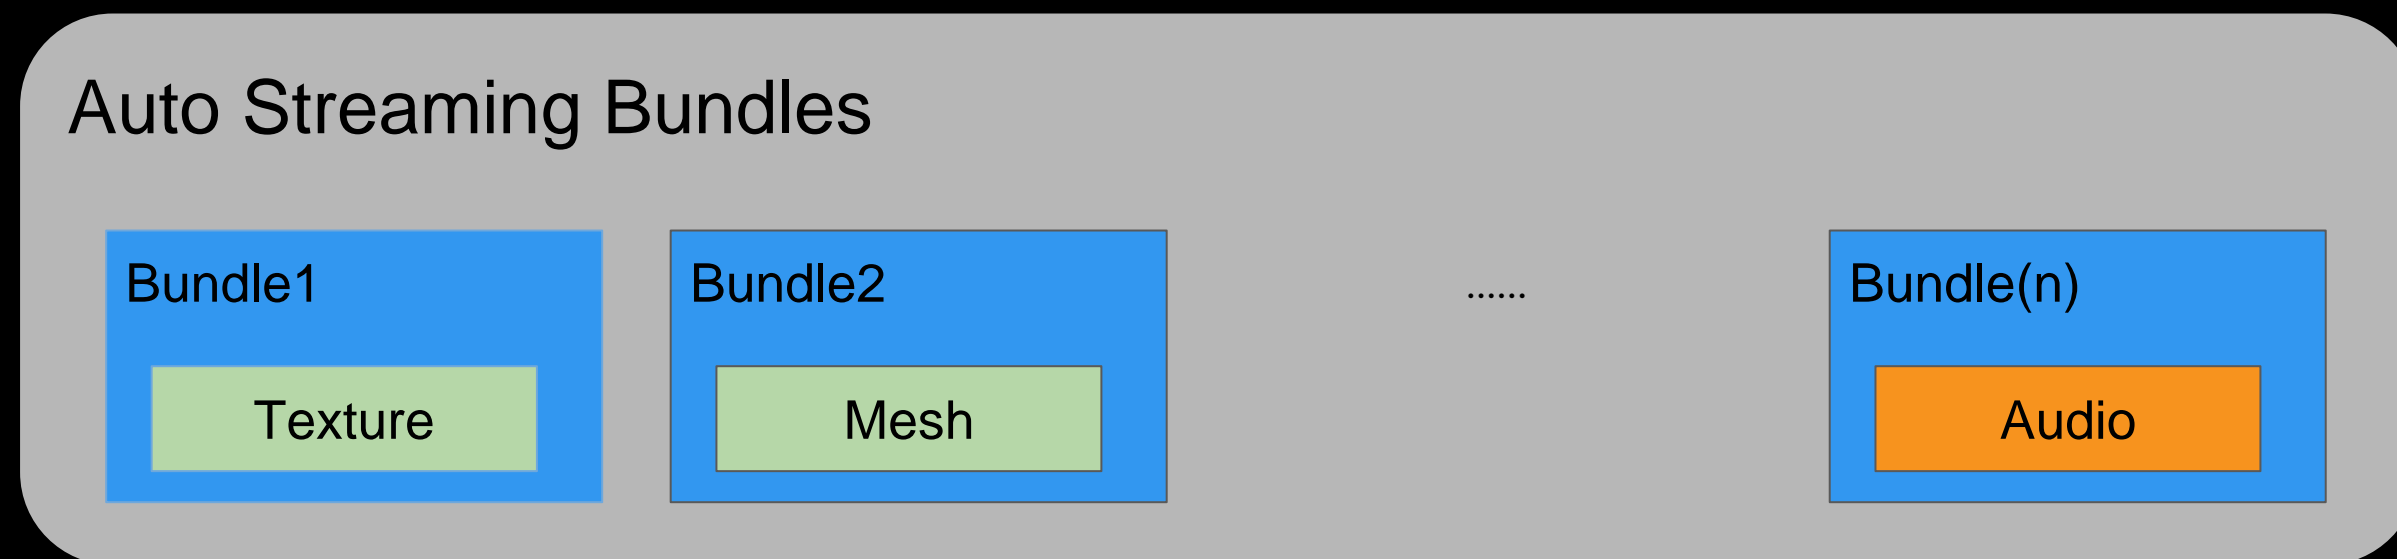 Auto Streaming Bundles
Bundle1
Bundle2
......
Bundle(n)
Texture
Mesh
Audio